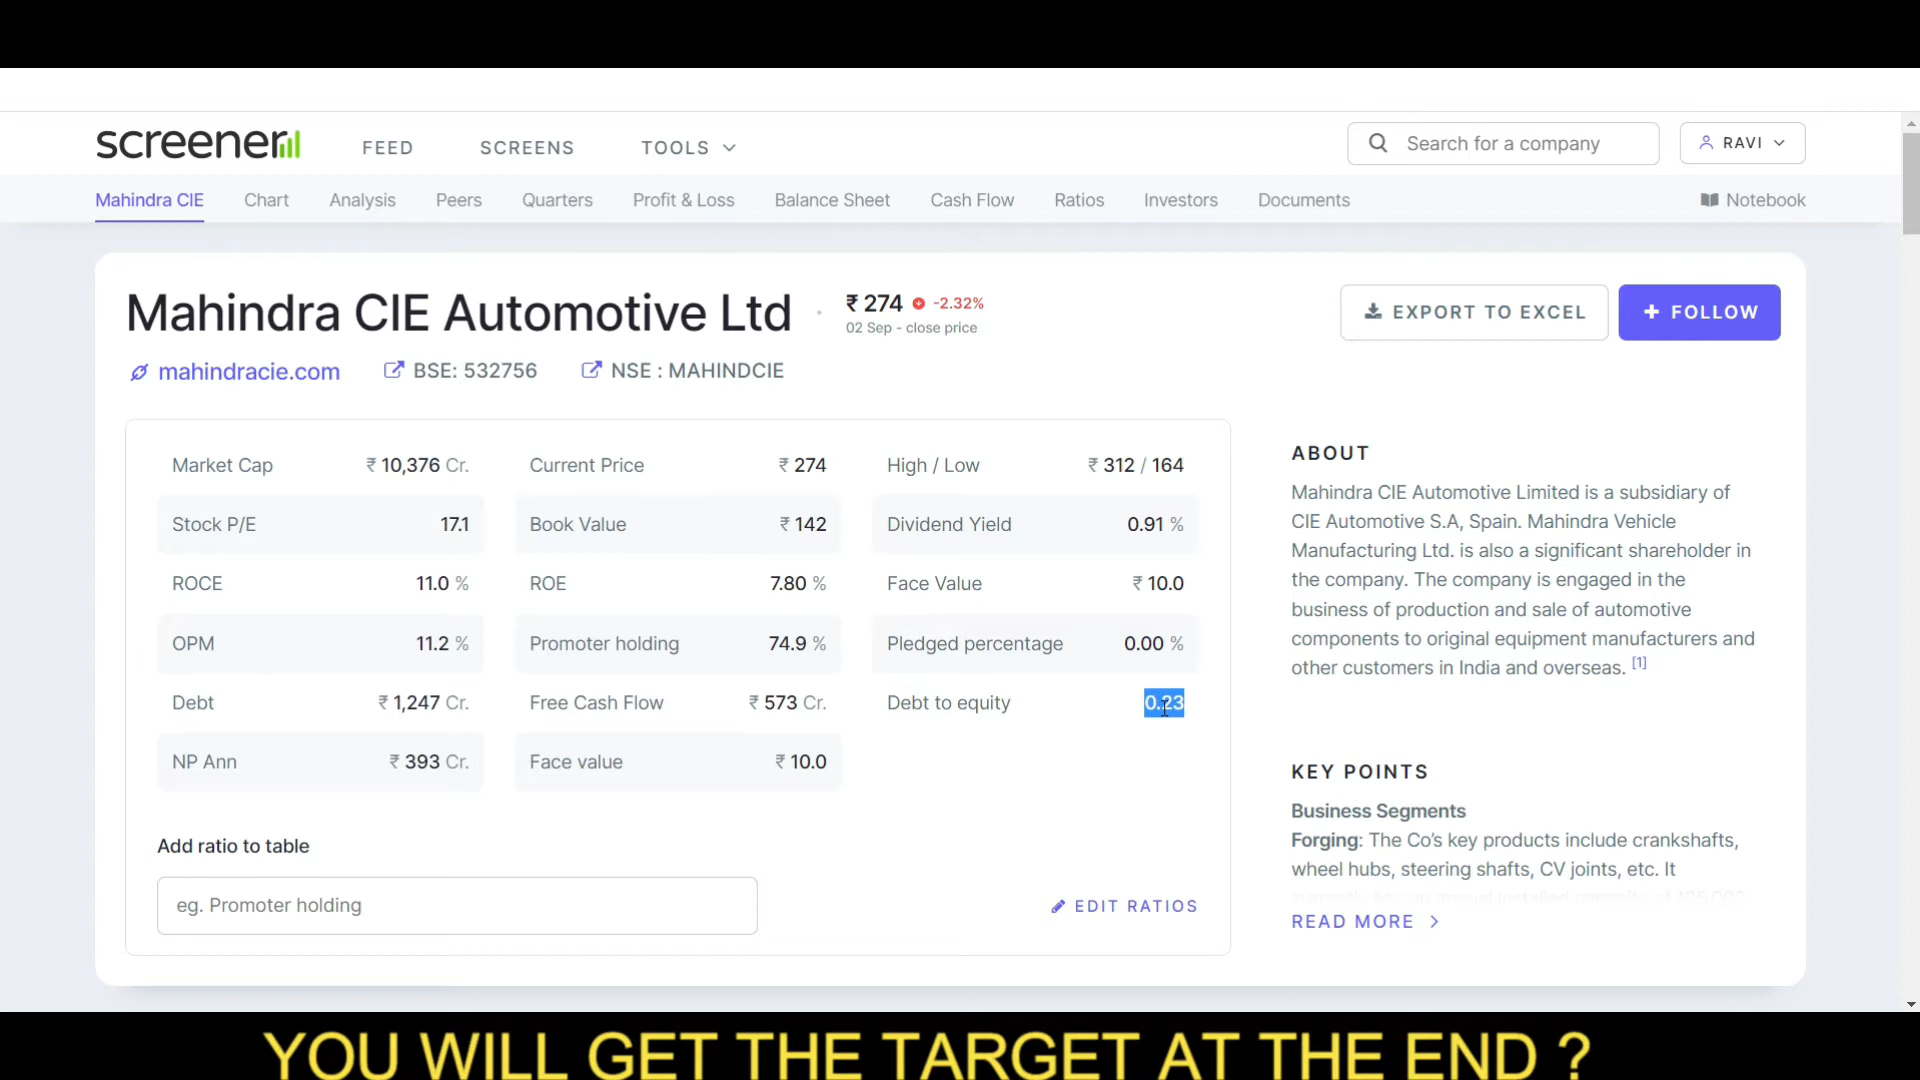 screener
FEED
SCREENS
TOOLS
Search for a company
RAVI
Mahindra CIE
Chart
Analysis
Peers
Quarters
Profit & Loss
Balance Sheet
Cash Flow
Ratios
Investors
Documents
Notebook
Mahindra CIE Automotive Ltd
₹ 274 -2.32%
02 Sep - close price
EXPORT TO EXCEL
+ FOLLOW
mahindracie.com
BSE: 532756
NSE : MAHINDCIE
Market Cap ₹ 10,376 Cr.
Current Price ₹ 274
High / Low ₹ 312 / 164
Stock P/E 17.1
Book Value ₹ 142
Dividend Yield 0.91 %
ROCE 11.0 %
ROE 7.80 %
Face Value ₹ 10.0
OPM 11.2 %
Promoter holding 74.9 %
Pledged percentage 0.00 %
Debt ₹ 1,247 Cr.
Free Cash Flow ₹ 573 Cr.
Debt to equity 0.23
NP Ann ₹ 393 Cr.
Face value ₹ 10.0
Add ratio to table
eg. Promoter holding
EDIT RATIOS
ABOUT
Mahindra CIE Automotive Limited is a subsidiary of
CIE Automotive S.A, Spain. Mahindra Vehicle
Manufacturing Ltd. is also a significant shareholder in
the company. The company is engaged in the
business of production and sale of automotive
components to original equipment manufacturers and
other customers in India and overseas. [1]
KEY POINTS
Business Segments
Forging: The Co's key products include crankshafts,
wheel hubs, steering shafts, CV joints, etc. It
READ MORE
YOU WILL GET THE TARGET AT THE END ?